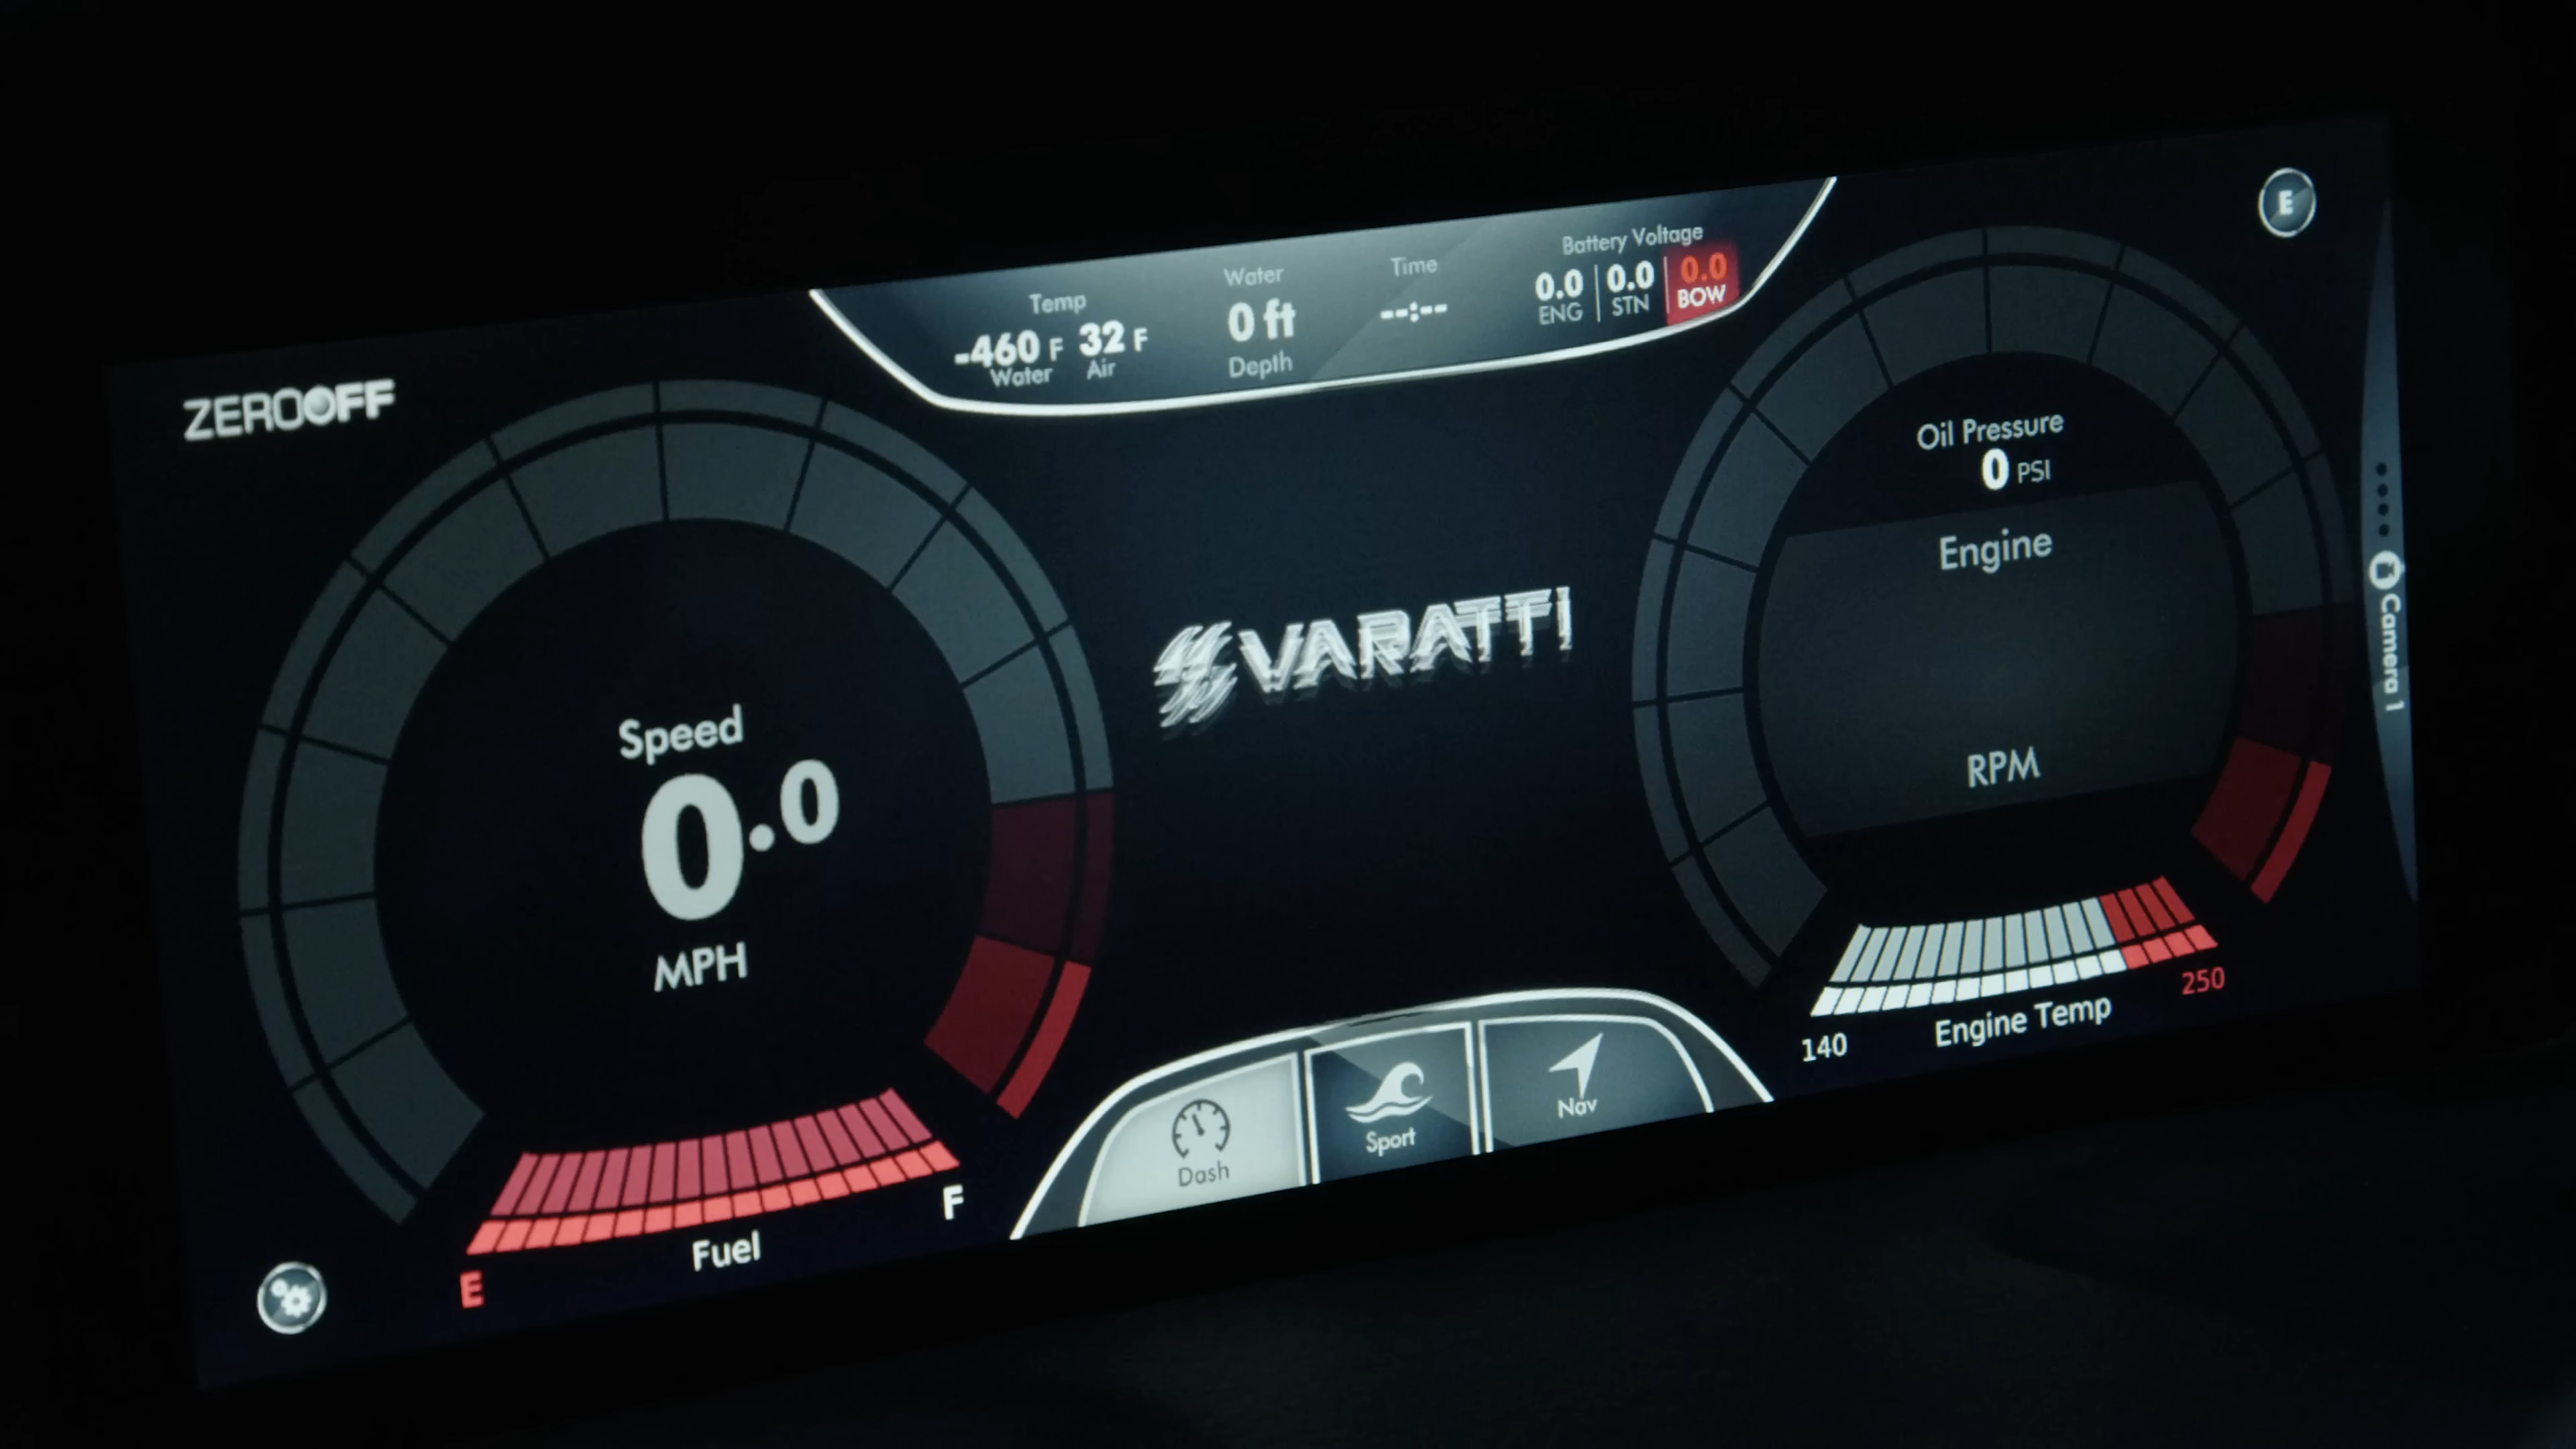 ZEROOFF
Temp
-460 F 32 F
Water Air
Water
0 ft
Depth
Time
--:--
Battery Voltage
0.0 0.0 0.0
ENG STN BOW
E
Speed
0.0
MPH
VARATTI
Oil Pressure
0 PSI
Engine
RPM
Camera 1
140 Engine Temp 250
E Fuel F
Dash
Sport
Nav